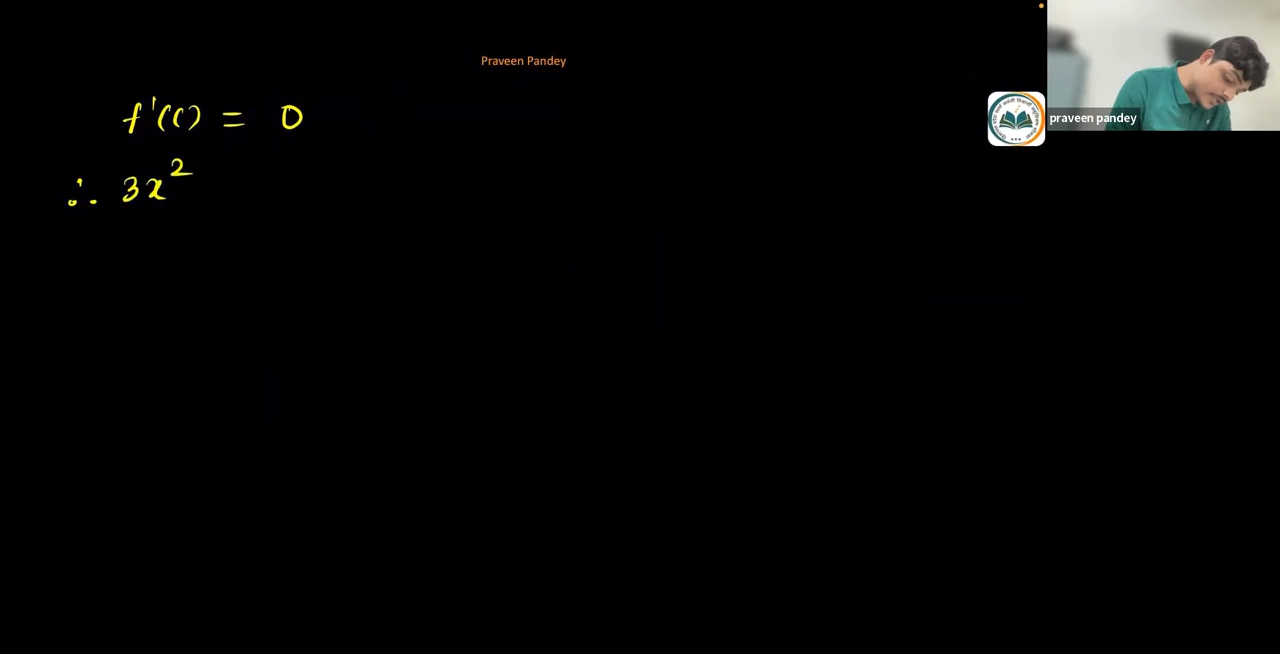 Praveen Pandey
f'(c) = 0
∴ 3x²
praveen pandey